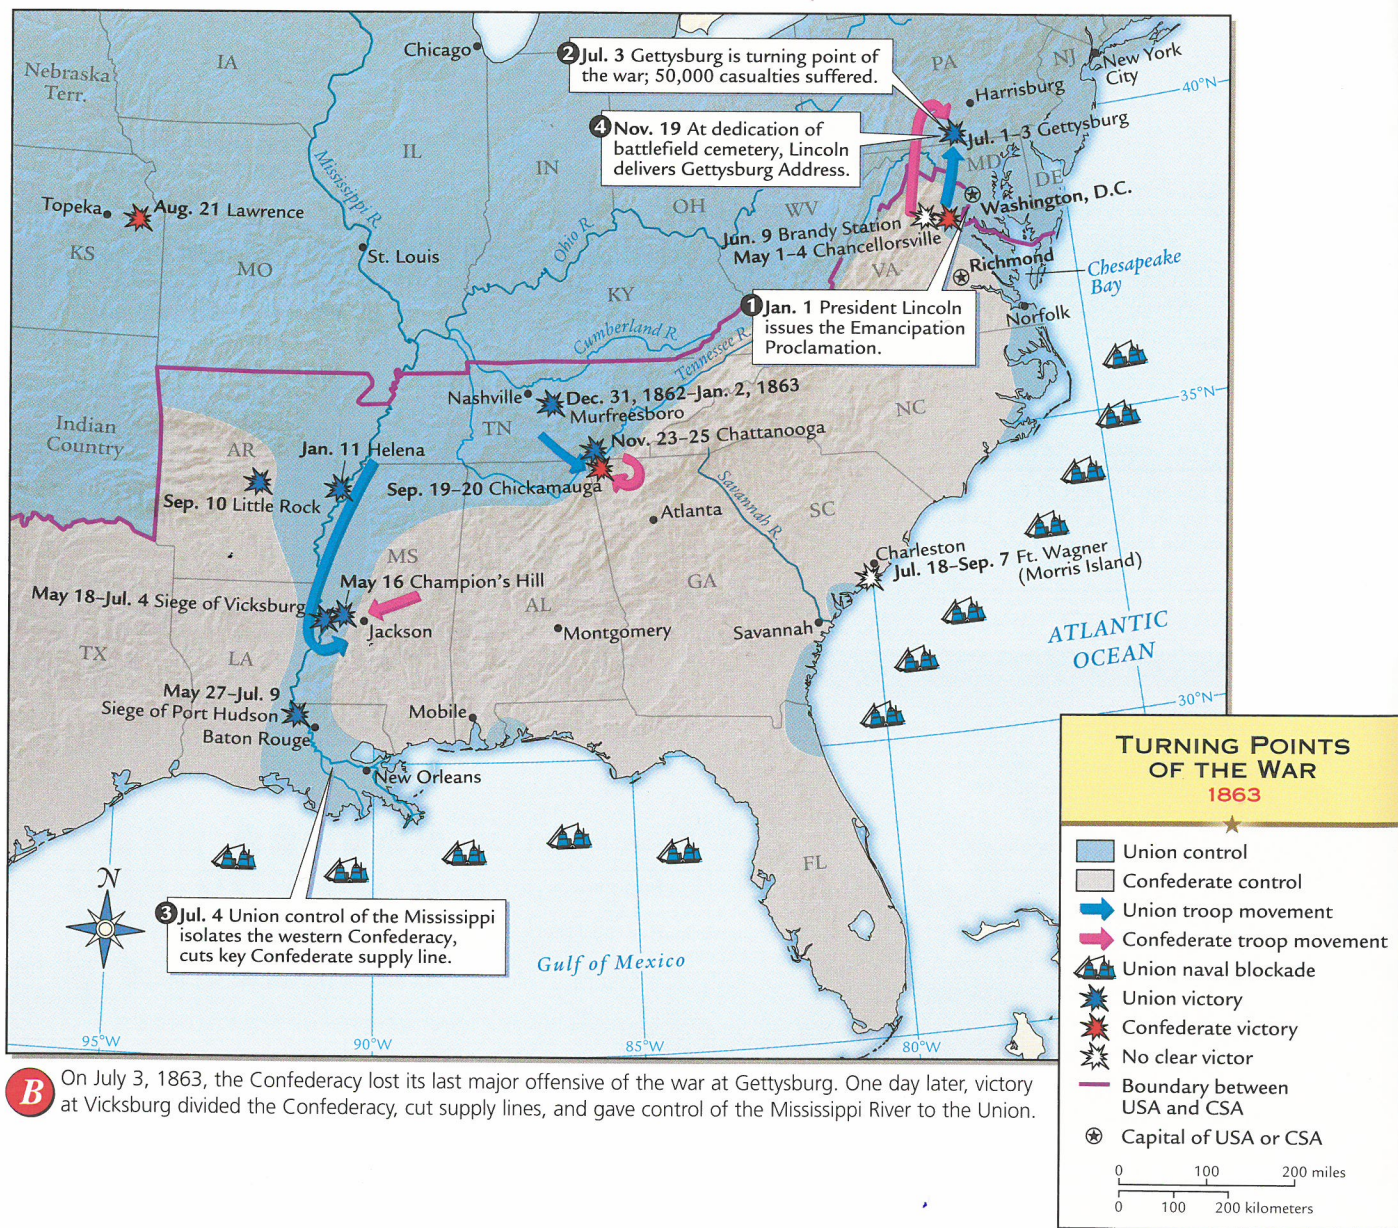 Chicago
2 Jul. 3 Gettysburg is turning point of
the war; 50,000 casualties suffered.
PA
NJ
New York
City
40°N
Nebraska
Terr.
IA
Harrisburg
4 Nov. 19 At dedication of
battlefield cemetery, Lincoln
delivers Gettysburg Address.
Jul. 1–3 Gettysburg
Mississippi R.
IL
IN
OH
WV
MD
DE
Washington, D.C.
Topeka
Aug. 21 Lawrence
KS
MO
St. Louis
Ohio R.
Jun. 9 Brandy Station
May 1–4 Chancellorsville
VA
Richmond
Chesapeake
Bay
KY
1 Jan. 1 President Lincoln
issues the Emancipation
Proclamation.
Norfolk
Cumberland R.
Tennessee R.
Nashville
Dec. 31, 1862–Jan. 2, 1863
Murfreesboro
35°N
Indian
Country
TN
NC
AR
Jan. 11 Helena
Nov. 23–25 Chattanooga
Sep. 10 Little Rock
Sep. 19–20 Chickamauga
Savannah R.
Atlanta
SC
MS
Charleston
Jul. 18–Sep. 7 Ft. Wagner
(Morris Island)
May 16 Champion's Hill
GA
May 18–Jul. 4 Siege of Vicksburg
AL
Jackson
Montgomery
Savannah
ATLANTIC
OCEAN
TX
LA
May 27–Jul. 9
Siege of Port Hudson
Baton Rouge
Mobile
30°N
New Orleans
FL
N
3 Jul. 4 Union control of the Mississippi
isolates the western Confederacy,
cuts key Confederate supply line.
Gulf of Mexico
95°W
90°W
85°W
80°W
TURNING POINTS
OF THE WAR
1863
Union control
Confederate control
Union troop movement
Confederate troop movement
Union naval blockade
Union victory
Confederate victory
No clear victor
Boundary between
USA and CSA
Capital of USA or CSA
0 100 200 miles
0 100 200 kilometers
B On July 3, 1863, the Confederacy lost its last major offensive of the war at Gettysburg. One day later, victory
at Vicksburg divided the Confederacy, cut supply lines, and gave control of the Mississippi River to the Union.